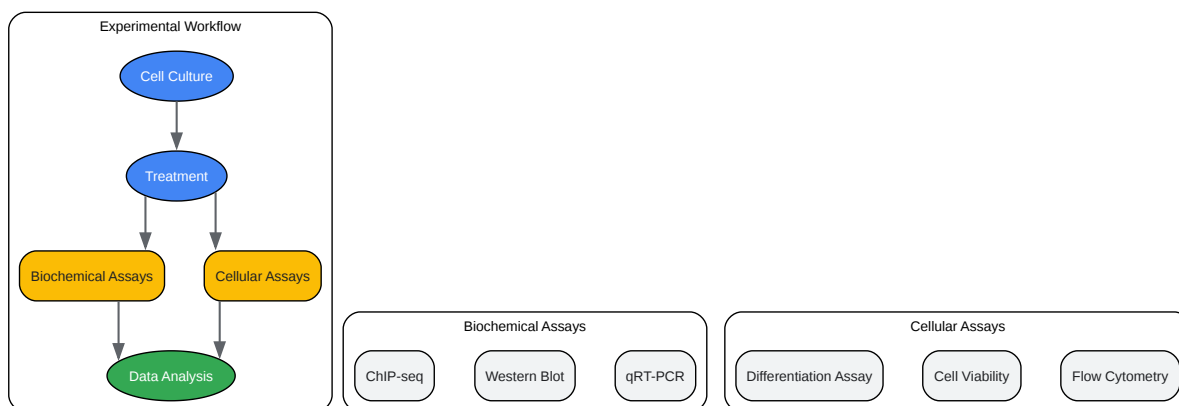 Experimental Workflow
Cell Culture
Treatment
Biochemical Assays
Cellular Assays
Data Analysis
Biochemical Assays
ChIP-seq
Western Blot
qRT-PCR
Cellular Assays
Differentiation Assay
Cell Viability
Flow Cytometry